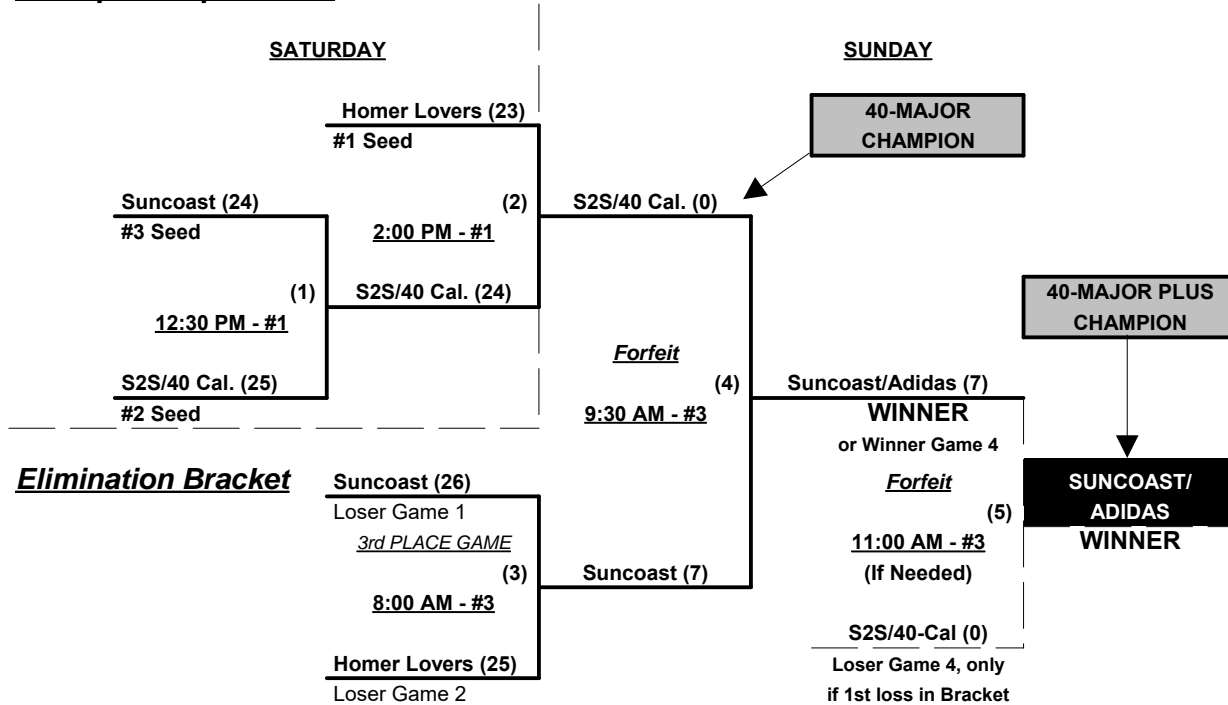 SATURDAY
SUNDAY
Homer Lovers (23)
#1 Seed
40-MAJOR
CHAMPION
Suncoast (24)
#3 Seed
(2)
2:00 PM - #1
S2S/40 Cal. (0)
(1)
12:30 PM - #1
S2S/40 Cal. (24)
40-MAJOR PLUS
CHAMPION
S2S/40 Cal. (25)
#2 Seed
Forfeit
(4)
9:30 AM - #3
Suncoast/Adidas (7)
WINNER
or Winner Game 4
Elimination Bracket
Suncoast (26)
Loser Game 1
3rd PLACE GAME
(3)
8:00 AM - #3
Suncoast (7)
Forfeit
(5)
11:00 AM - #3
(If Needed)
SUNCOAST/
ADIDAS
WINNER
S2S/40-Cal (0)
Loser Game 4, only
if 1st loss in Bracket
Homer Lovers (25)
Loser Game 2